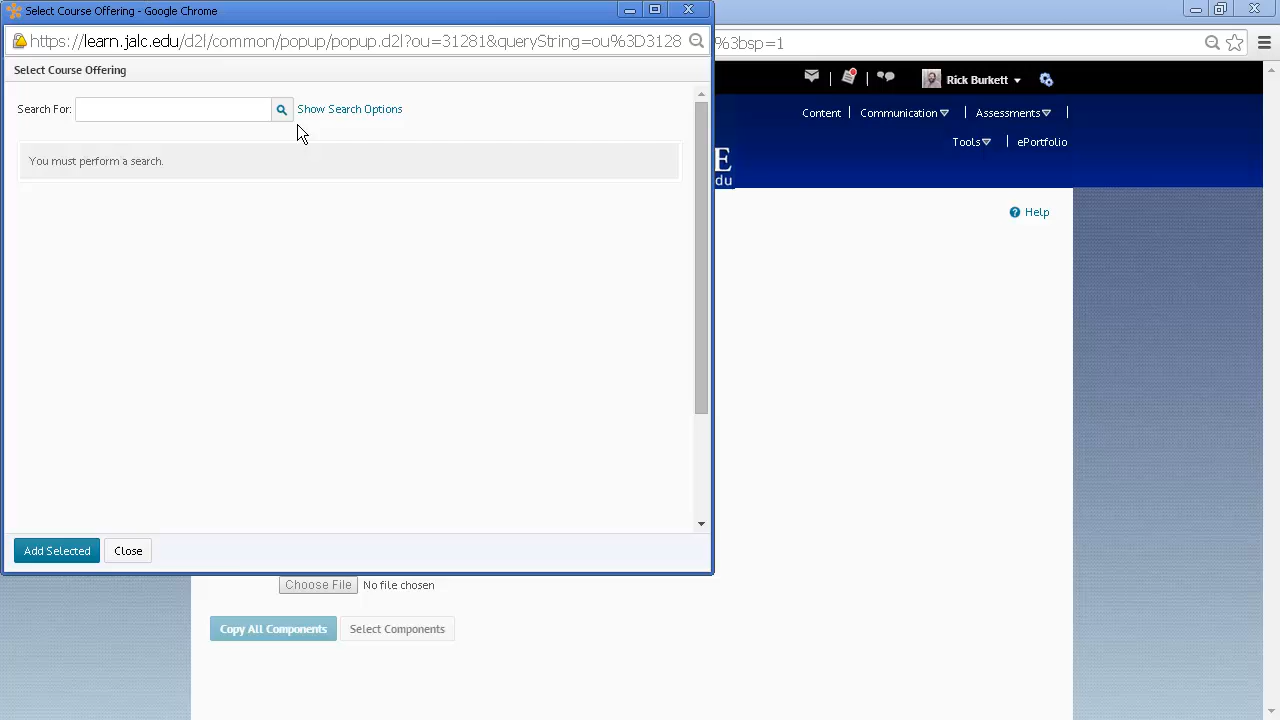 Select Course Offering - Google Chrome
https://learn.jalc.edu/d2l/common/popup/popup.d2l?ou=31281&queryString=ou%3D3128
%3bsp=1
Select Course Offering
Rick Burkett
Search For:
Show Search Options
Content
Communication
Assessments
Tools
ePortfolio
You must perform a search.
E
du
Help
Add Selected
Close
Choose File
No file chosen
Copy All Components
Select Components